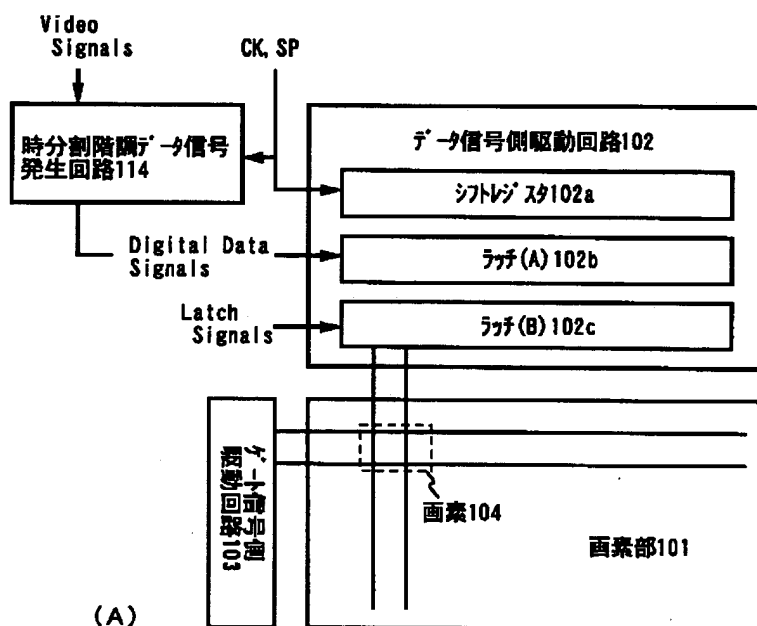 Video
Signals
CK, SP
時分割階調データ信号
発生回路114
データ信号側駆動回路102
シフトレジスタ102a
Digital Data
Signals
ラッチ(A)102b
Latch
Signals
ラッチ(B)102c
ゲート信号側
駆動回路103
画素104
画素部101
(A)